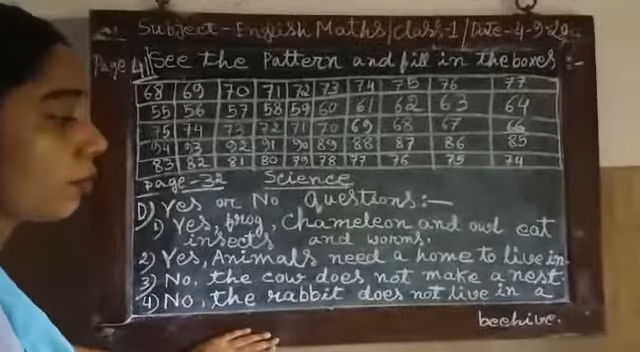 Subject - English Maths/Class-1/Date-4-9-20
Page 41 See the Pattern and fill in the boxes :-
68 69 70 71 72 73 74 75 76 77
55 56 57 58 59 60 61 62 63 64
75 74 73 72 71 70 69 68 67 66
94 93 92 91 90 89 88 87 86 85
83 82 81 80 79 78 77 76 75 74
Page-32 Science
D) Yes or No Questions:-
1) Yes, frog, chameleon and owl eat
insects and worms.
2) Yes, Animals need a home to live in
3) No, the cow does not make a nest.
4) No, the rabbit does not live in a
beehive.